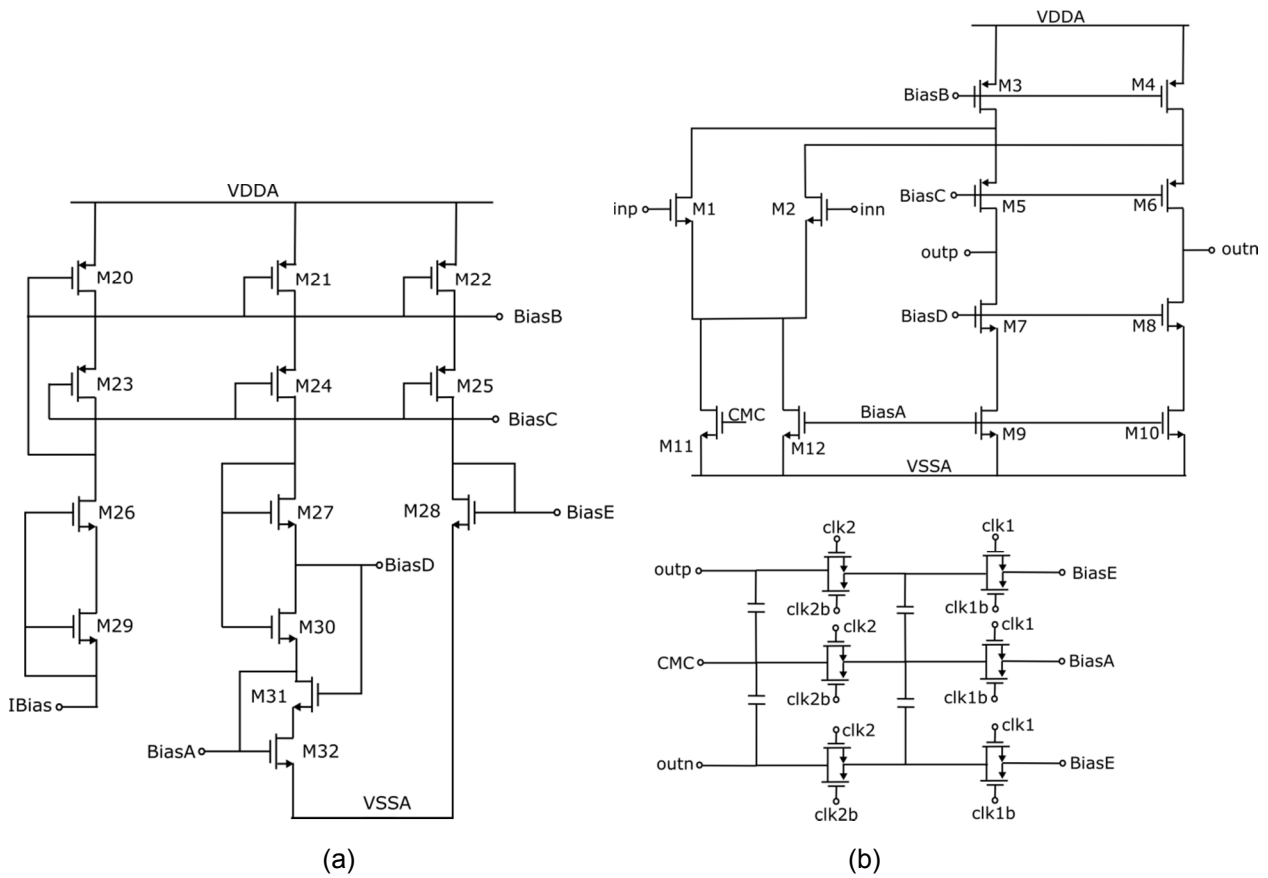 VDDA
M20
M21
M22
BiasB
M23
M24
M25
BiasC
M26
M27
M28
BiasE
BiasD
M29
M30
M31
IBias
BiasA
M32
VSSA
(a)
VDDA
BiasB
M3
M4
inp
M1
M2
inn
BiasC
M5
M6
outp
outn
BiasD
M7
M8
CMC
BiasA
M11
M12
M9
M10
VSSA
clk2
clk1
outp
BiasE
clk2b
clk1b
clk2
clk1
CMC
BiasA
clk2b
clk1b
clk2
clk1
outn
BiasE
clk2b
clk1b
(b)